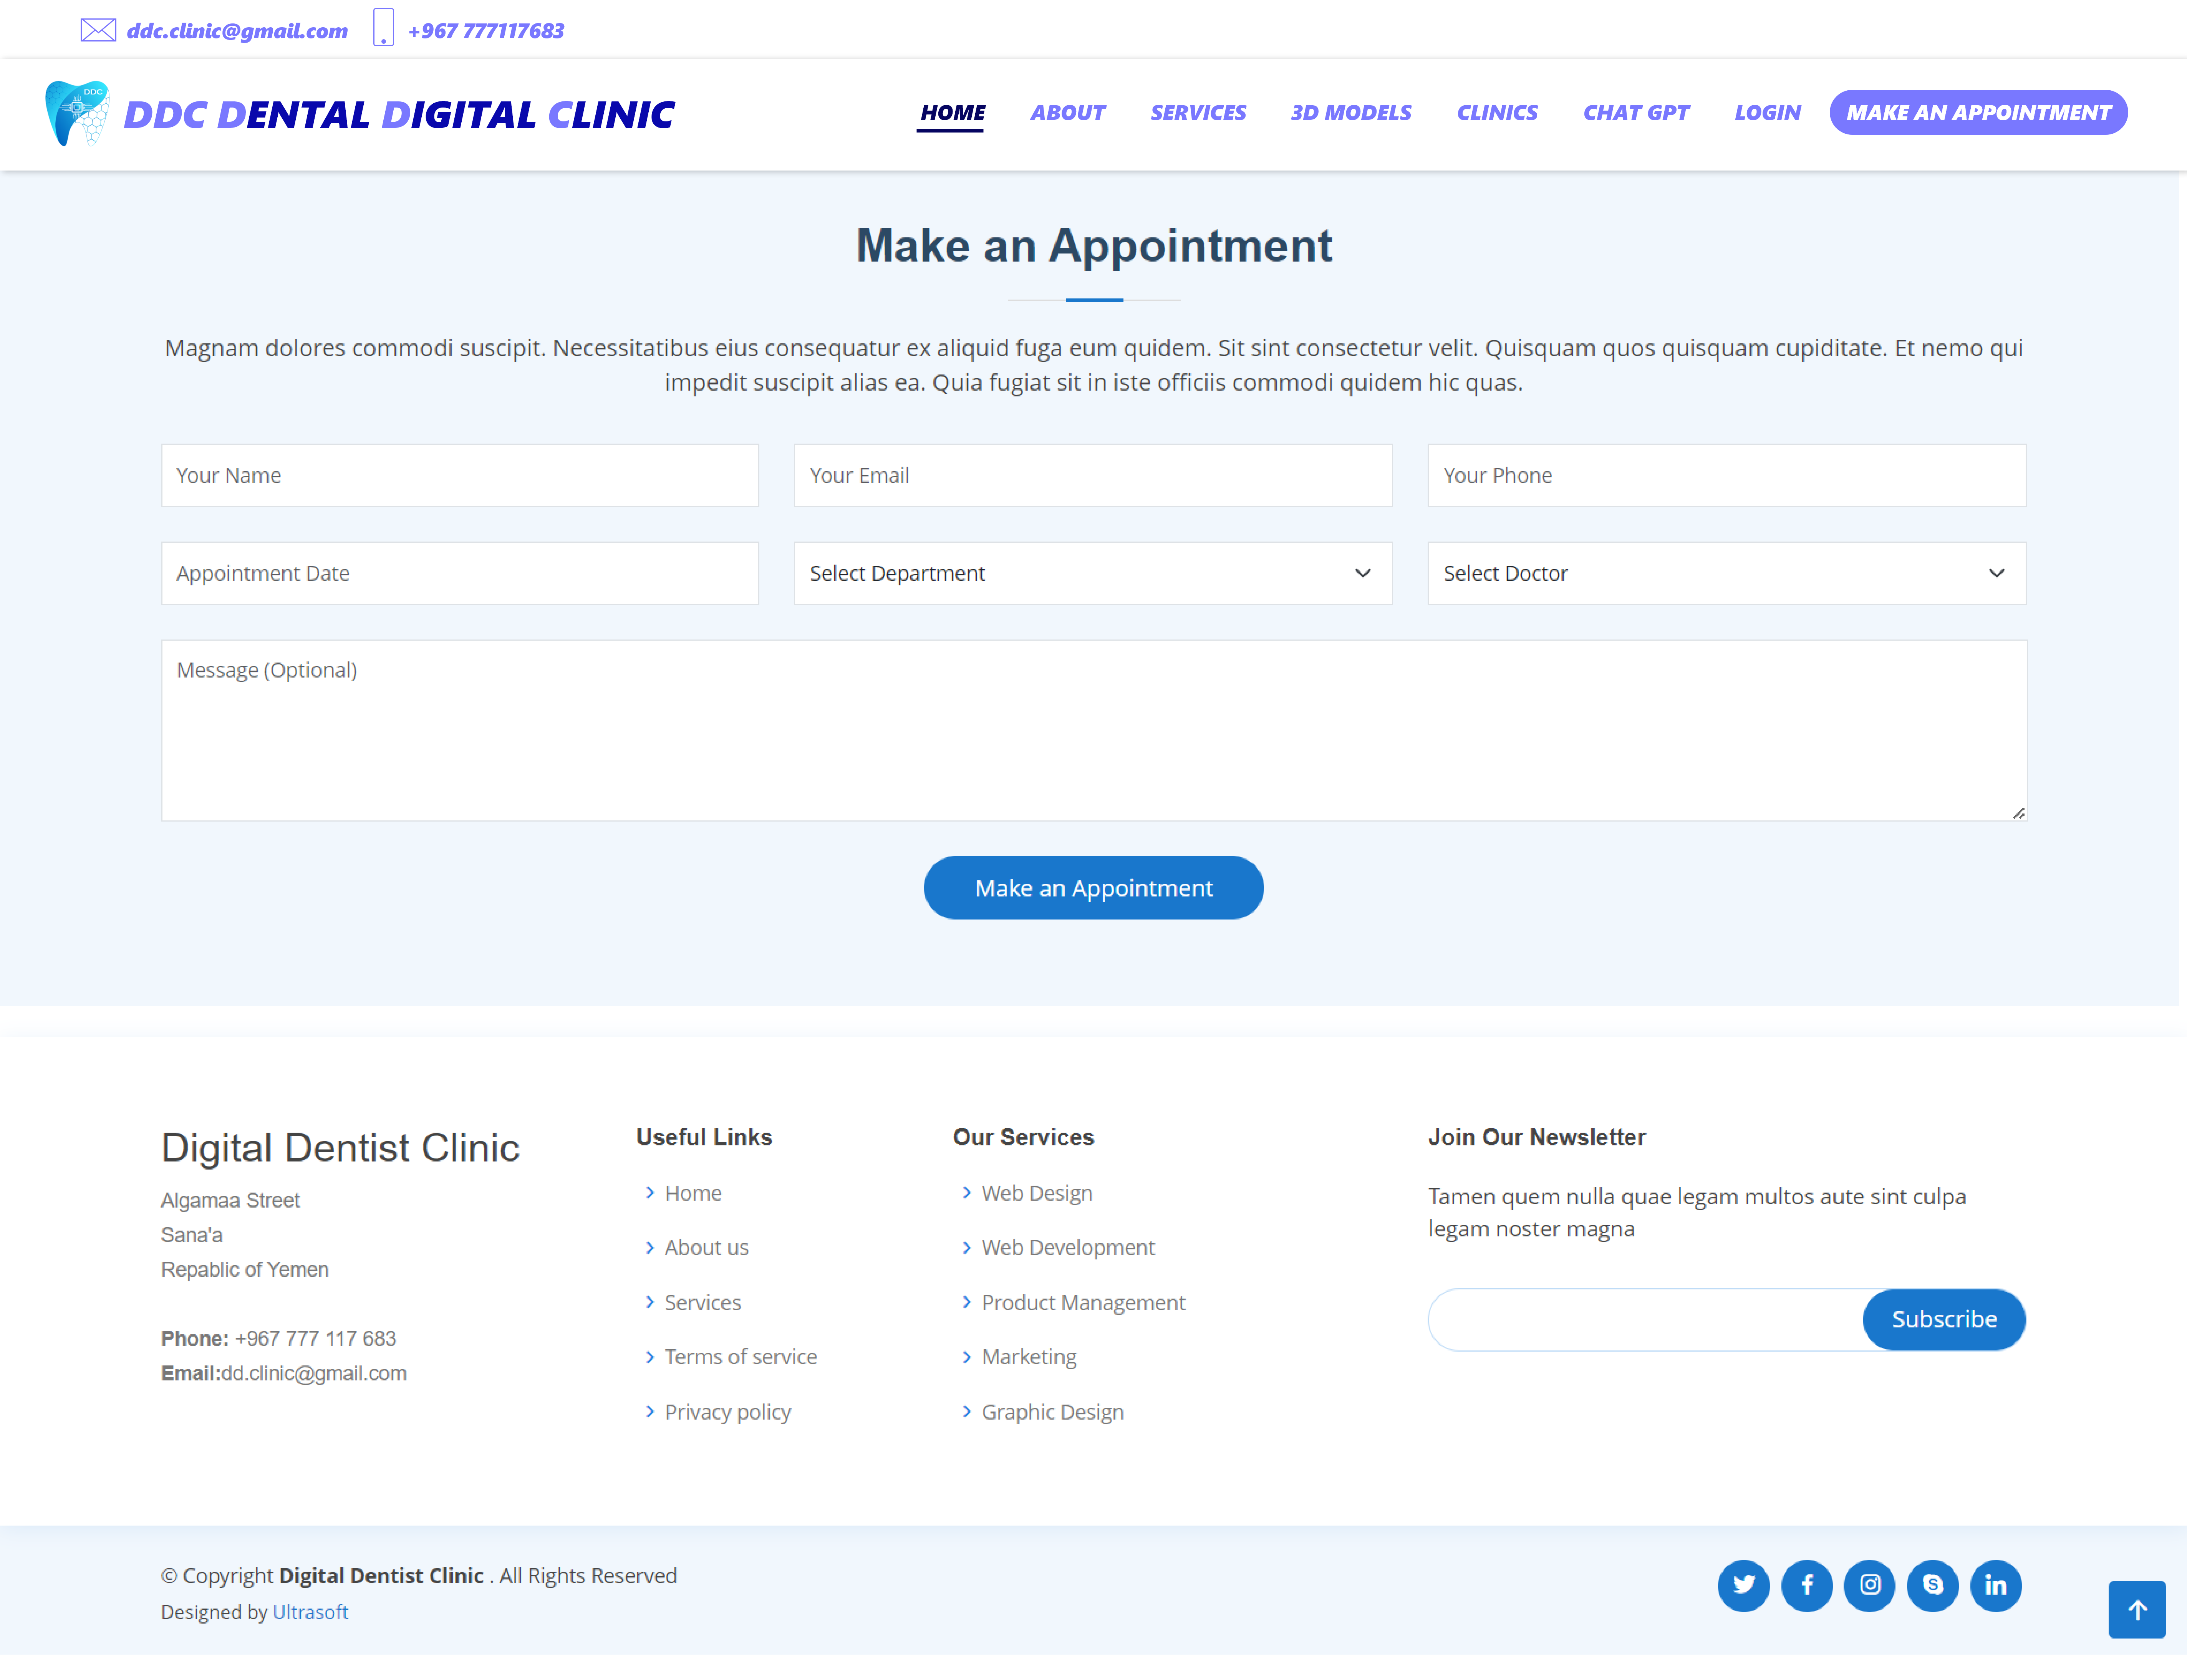 ddc.clinic@gmail.com +967 777117683
DDC
DDC DENTAL DIGITAL CLINIC
HOME ABOUT SERVICES 3D MODELS CLINICS CHAT GPT LOGIN MAKE AN APPOINTMENT
Make an Appointment
Magnam dolores commodi suscipit. Necessitatibus eius consequatur ex aliquid fuga eum quidem. Sit sint consectetur velit. Quisquam quos quisquam cupiditate. Et nemo qui
impedit suscipit alias ea. Quia fugiat sit in iste officiis commodi quidem hic quas.
Your Name Your Email Your Phone
Appointment Date Select Department Select Doctor
Message (Optional)
Make an Appointment
Digital Dentist Clinic
Algamaa Street
Sana'a
Repablic of Yemen
Phone: +967 777 117 683
Email:dd.clinic@gmail.com
Useful Links
Home
About us
Services
Terms of service
Privacy policy
Our Services
Web Design
Web Development
Product Management
Marketing
Graphic Design
Join Our Newsletter
Tamen quem nulla quae legam multos aute sint culpa
legam noster magna
Subscribe
© Copyright Digital Dentist Clinic . All Rights Reserved
Designed by Ultrasoft